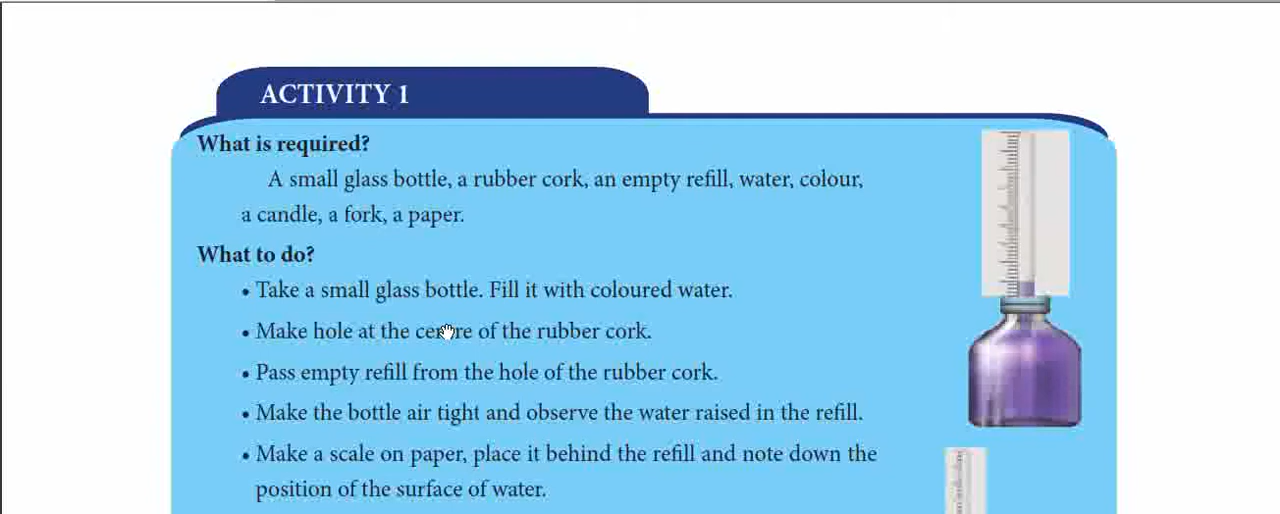 ACTIVITY 1
What is required?
A small glass bottle, a rubber cork, an empty refill, water, colour,
a candle, a fork, a paper.
What to do?
• Take a small glass bottle. Fill it with coloured water.
• Make hole at the centre of the rubber cork.
• Pass empty refill from the hole of the rubber cork.
• Make the bottle air tight and observe the water raised in the refill.
• Make a scale on paper, place it behind the refill and note down the
position of the surface of water.